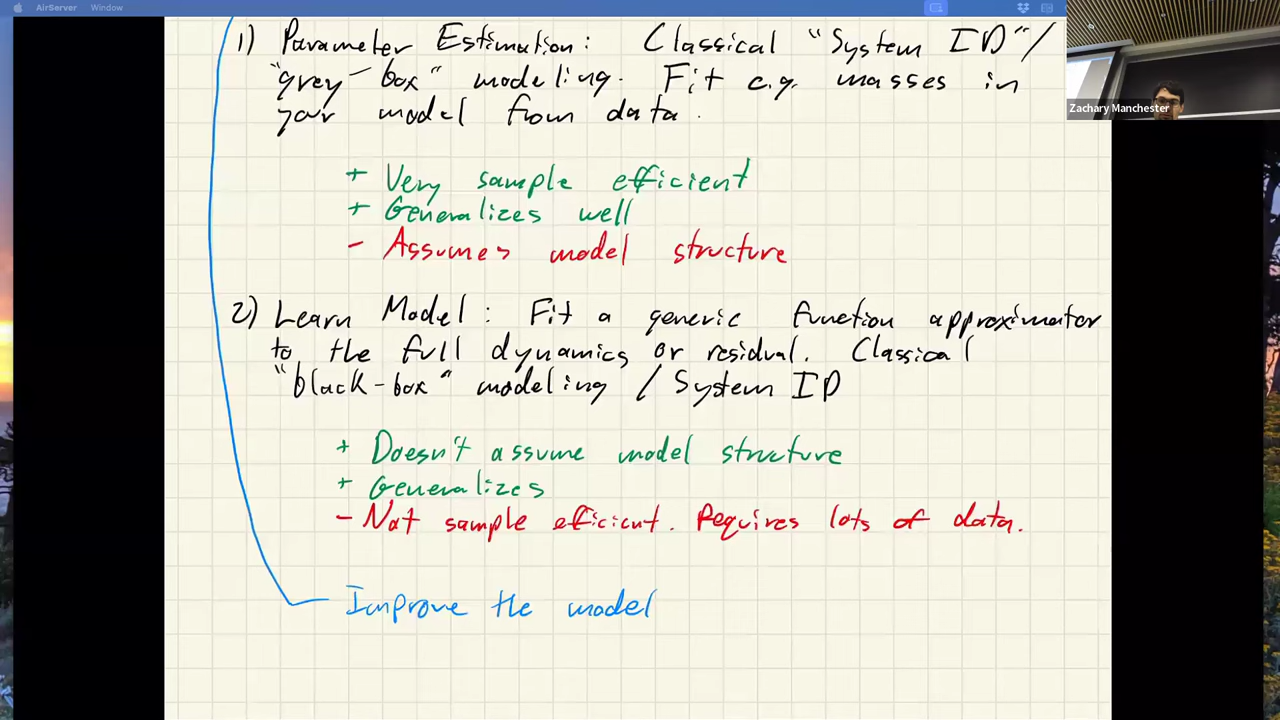 AirServer Window
1) Parameter Estimation: Classical "System ID"/
"grey-box" modeling. Fit e.g. masses in
your model from data.
+ Very sample efficient
+ Generalizes well
- Assumes model structure
2) Learn Model: Fit a generic function approximator
to the full dynamics or residual. Classical
"black-box" modeling / System ID
+ Doesn't assume model structure
+ Generalizes
- Not sample efficient. Requires lots of data.
Improve the model
Zachary Manchester